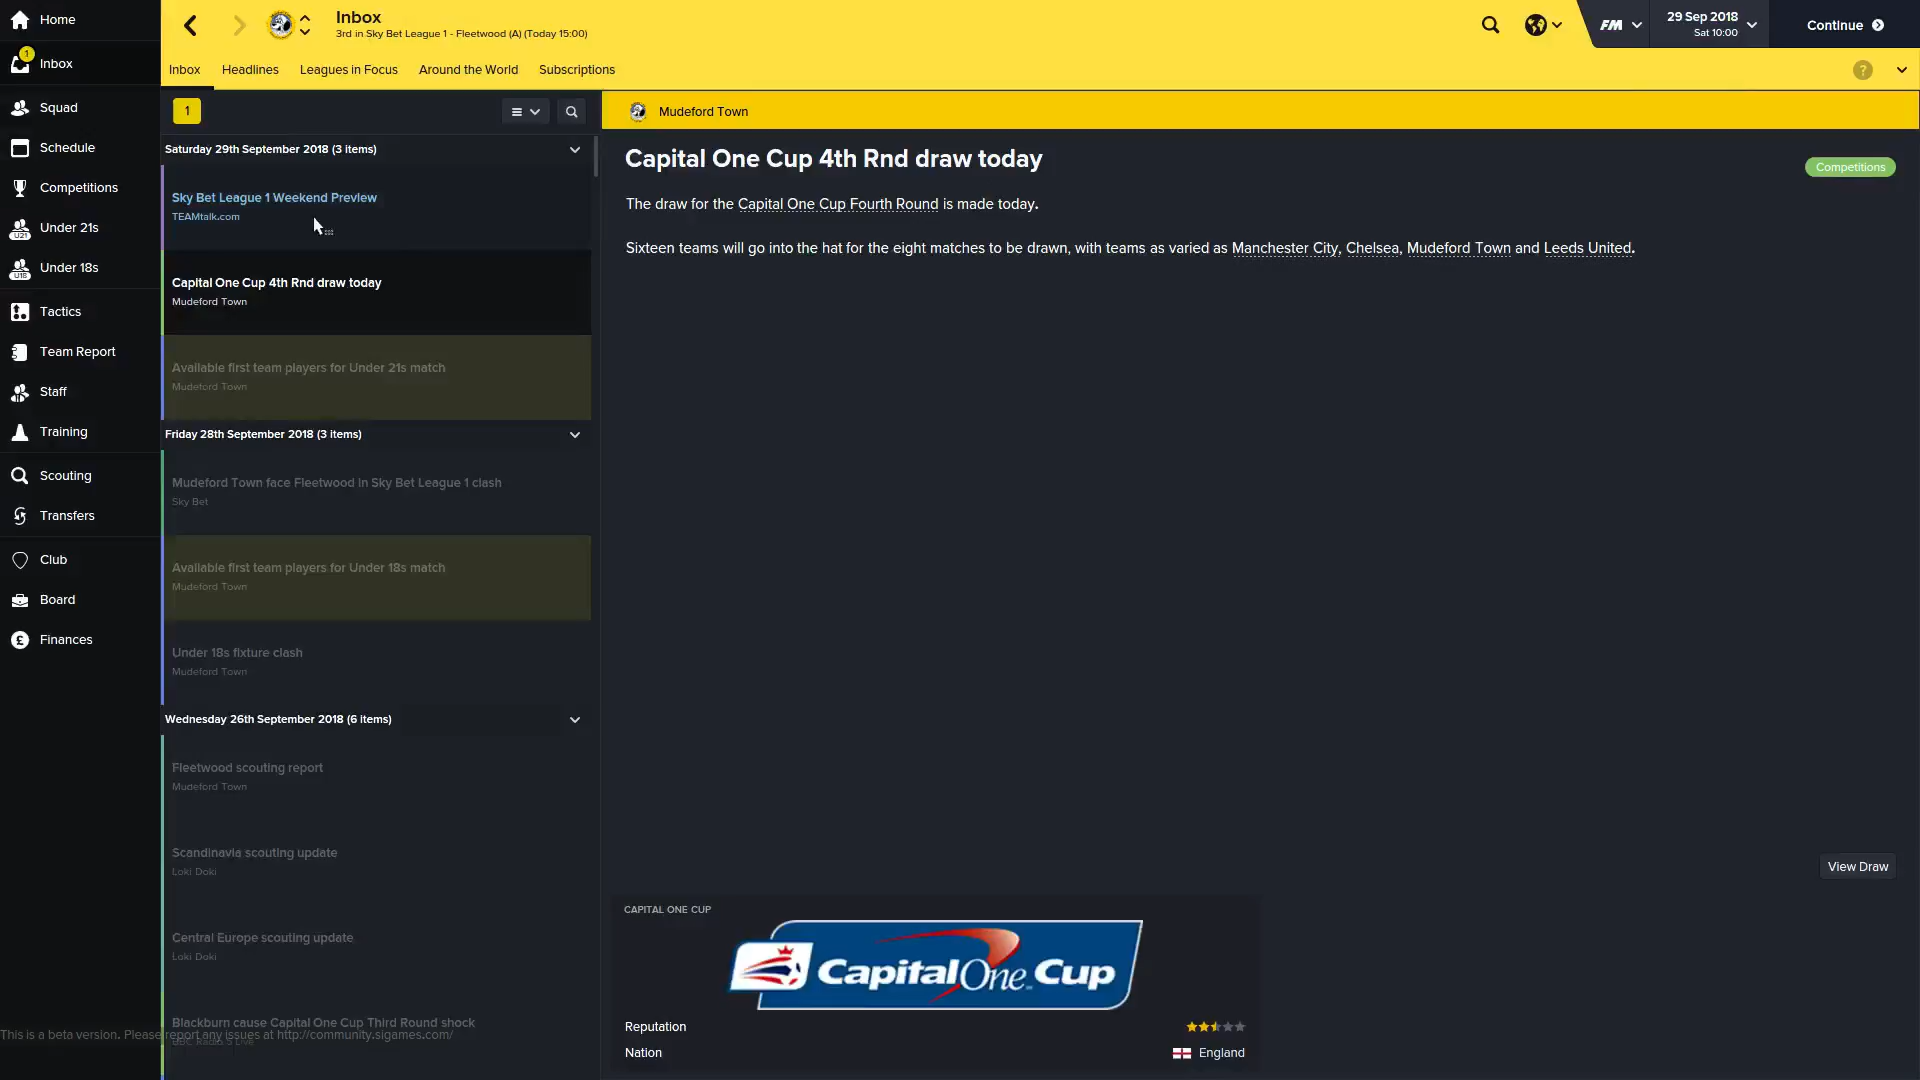 Home
Inbox
3rd in Sky Bet League 1 - Fleetwood (A) (Today 15:00)
FM
29 Sep 2018
Sat 10:00
Continue
1
Inbox
Inbox
Headlines
Leagues in Focus
Around the World
Subscriptions
?
Squad
Schedule
Competitions
U21
Under 21s
U18
Under 18s
Tactics
Team Report
Staff
Training
Scouting
Transfers
Club
Board
£
Finances
1
Saturday 29th September 2018 (3 items)
Sky Bet League 1 Weekend Preview
TEAMtalk.com
Capital One Cup 4th Rnd draw today
Mudeford Town
Available first team players for Under 21s match
Mudeford Town
Friday 28th September 2018 (3 items)
Mudeford Town face Fleetwood in Sky Bet League 1 clash
Sky Bet
Available first team players for Under 18s match
Mudeford Town
Under 18s fixture clash
Mudeford Town
Wednesday 26th September 2018 (6 items)
Fleetwood scouting report
Mudeford Town
Scandinavia scouting update
Loki Doki
Central Europe scouting update
Loki Doki
Blackburn cause Capital One Cup Third Round shock
BBC Radio 5 Live
This is a beta version. Please report any issues at http://community.sigames.com/
Mudeford Town
Capital One Cup 4th Rnd draw today
Competitions
The draw for the Capital One Cup Fourth Round is made today.
Sixteen teams will go into the hat for the eight matches to be drawn, with teams as varied as Manchester City, Chelsea, Mudeford Town and Leeds United.
View Draw
CAPITAL ONE CUP
CapitalOne Cup
Reputation
Nation
England